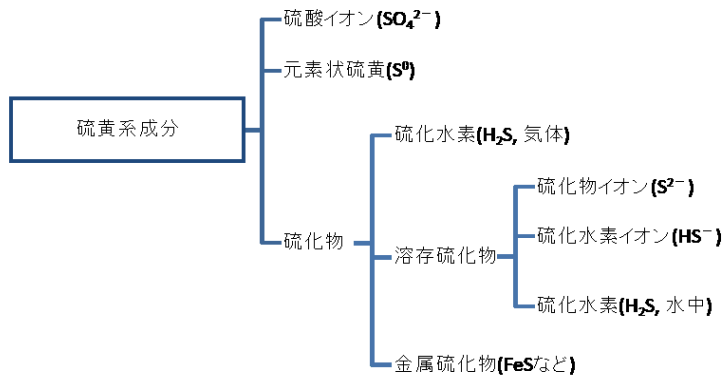 硫酸イオン(SO₄²⁻)
元素状硫黄(S⁰)
硫黄系成分
硫化水素(H₂S, 気体)
硫化物イオン(S²⁻)
硫化水素イオン(HS⁻)
硫化物
溶存硫化物
硫化水素(H₂S, 水中)
金属硫化物(FeSなど)